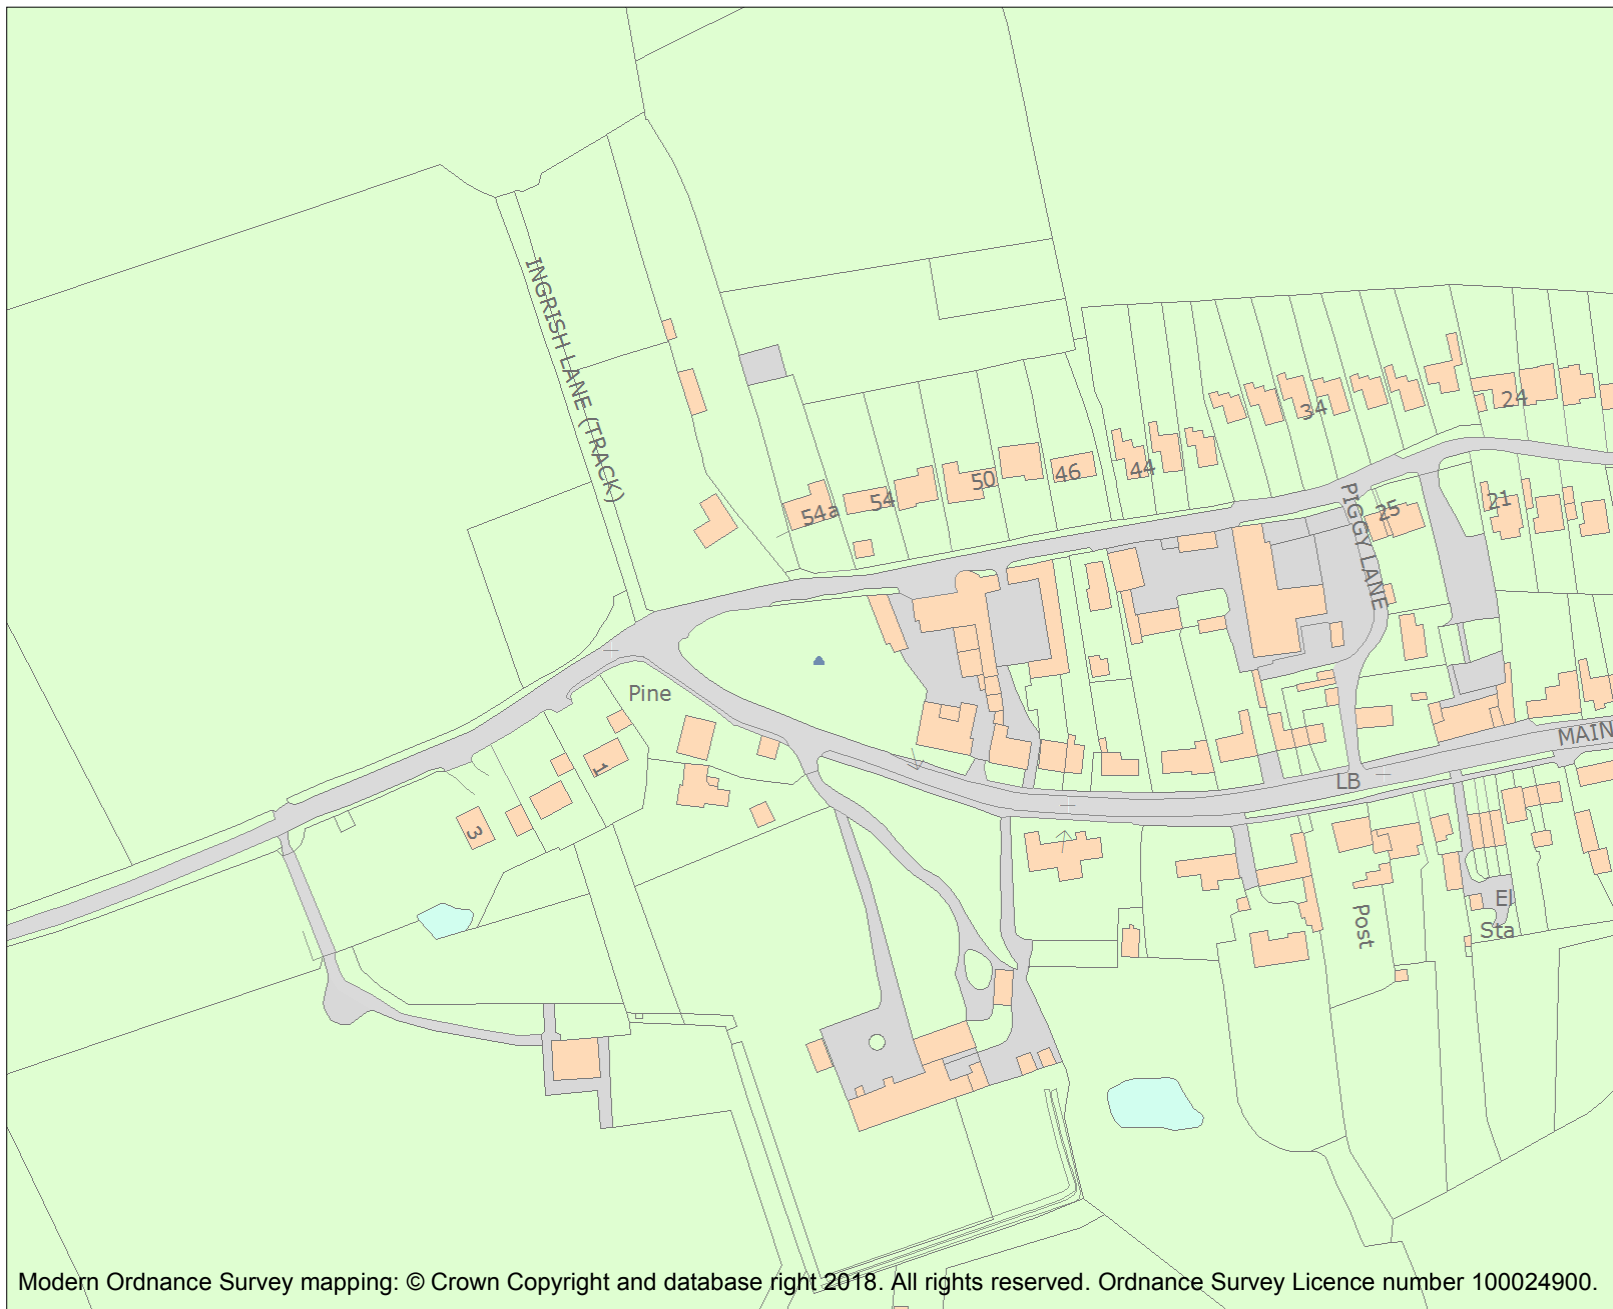 INGRISH LANE (TRACK)
24
34
44
46
50
54
54a
21
25
PIGGY LANE
Pine
MAIN
1
LB
3
El
Sta
Post
Modern Ordnance Survey mapping: © Crown Copyright and database right 2018. All rights reserved. Ordnance Survey Licence number 100024900.